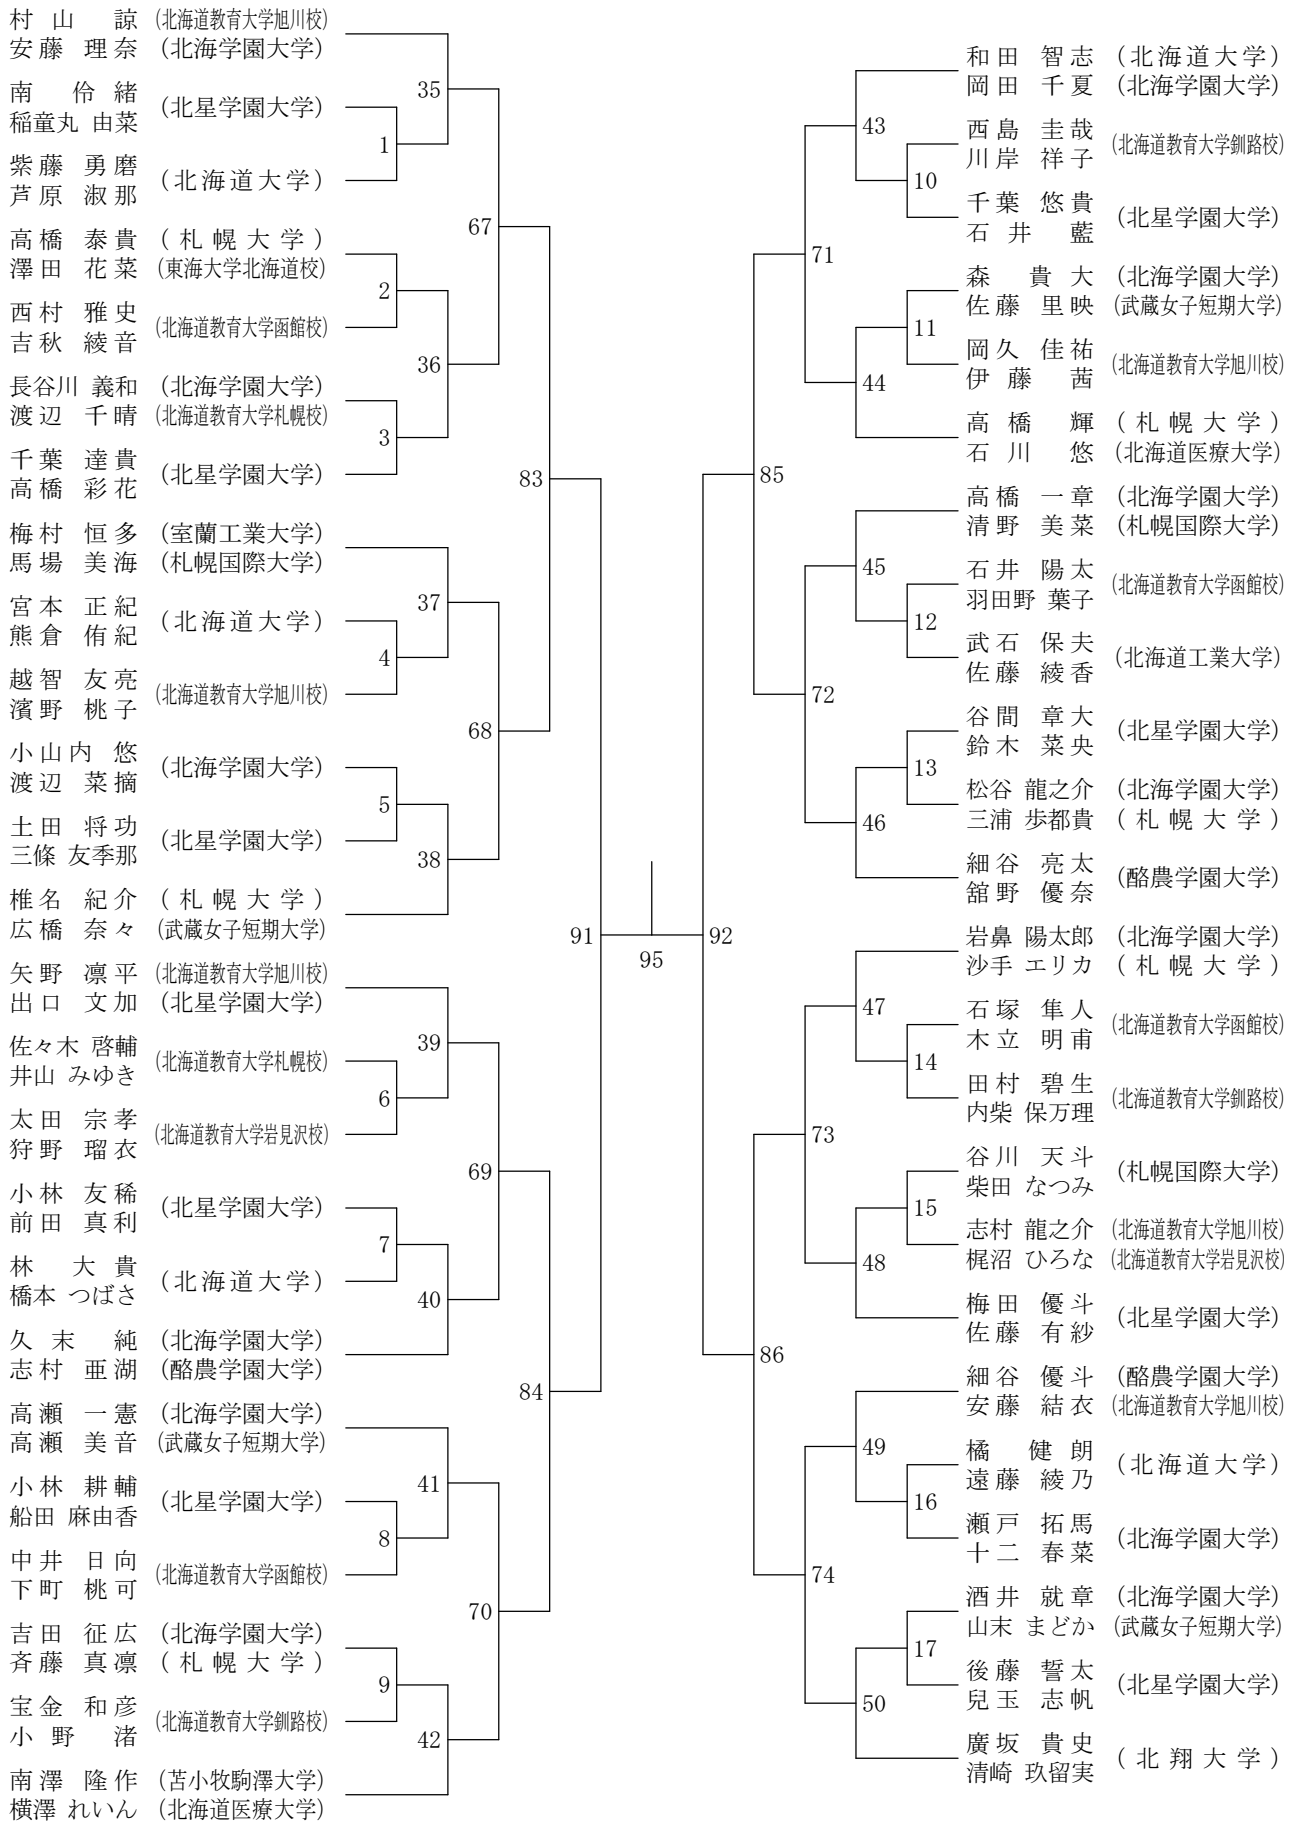 村山 諒 (北海道教育大学旭川校)
安藤 理奈 (北海学園大学)
南 伶緒
稲童丸 由菜
(北星学園大学)
紫藤 勇磨
芦原 淑那
(北海道大学)
高橋 泰貴 (札幌大学)
澤田 花菜 (東海大学北海道校)
西村 雅史
吉秋 綾音
(北海道教育大学函館校)
長谷川 義和 (北海学園大学)
渡辺 千晴 (北海道教育大学札幌校)
千葉 達貴
高橋 彩花
(北星学園大学)
梅村 恒多 (室蘭工業大学)
馬場 美海 (札幌国際大学)
宮本 正紀
熊倉 侑紀
(北海道大学)
越智 友亮
濱野 桃子
(北海道教育大学旭川校)
小山内 悠
渡辺 菜摘
(北海学園大学)
土田 将功
三條 友季那
(北星学園大学)
椎名 紀介 (札幌大学)
広橋 奈々 (武蔵女子短期大学)
矢野 凛平 (北海道教育大学旭川校)
出口 文加 (北星学園大学)
佐々木 啓輔
井山 みゆき
(北海道教育大学札幌校)
太田 宗孝
狩野 瑠衣
(北海道教育大学岩見沢校)
小林 友稀
前田 真利
(北星学園大学)
林 大貴
橋本 つばさ
(北海道大学)
久末 純 (北海学園大学)
志村 亜湖 (酪農学園大学)
高瀬 一憲 (北海学園大学)
高瀬 美音 (武蔵女子短期大学)
小林 耕輔
船田 麻由香
(北星学園大学)
中井 日向
下町 桃可
(北海道教育大学函館校)
吉田 征広 (北海学園大学)
斉藤 真凛 (札幌大学)
宝金 和彦
小野 渚
(北海道教育大学釧路校)
南澤 隆作 (苫小牧駒澤大学)
横澤 れいん (北海道医療大学)
1
2
3
4
5
6
7
8
9
35
36
37
38
39
40
41
42
67
68
69
70
83
84
91
95
92
85
86
71
72
73
74
43
44
45
46
47
48
49
50
10
11
12
13
14
15
16
17
和田 智志 (北海道大学)
岡田 千夏 (北海学園大学)
西島 圭哉
川岸 祥子
(北海道教育大学釧路校)
千葉 悠貴
石井 藍
(北星学園大学)
森 貴大 (北海学園大学)
佐藤 里映 (武蔵女子短期大学)
岡久 佳祐
伊藤 茜
(北海道教育大学旭川校)
高橋 輝 (札幌大学)
石川 悠 (北海道医療大学)
高橋 一章 (北海学園大学)
清野 美菜 (札幌国際大学)
石井 陽太
羽田野 葉子
(北海道教育大学函館校)
武石 保夫
佐藤 綾香
(北海道工業大学)
谷間 章大
鈴木 菜央
(北星学園大学)
松谷 龍之介 (北海学園大学)
三浦 歩都貴 (札幌大学)
細谷 亮太
舘野 優奈
(酪農学園大学)
岩鼻 陽太郎 (北海学園大学)
沙手 エリカ (札幌大学)
石塚 隼人
木立 明甫
(北海道教育大学函館校)
田村 碧生
内柴 保万理
(北海道教育大学釧路校)
谷川 天斗
柴田 なつみ
(札幌国際大学)
志村 龍之介 (北海道教育大学旭川校)
梶沼 ひろな (北海道教育大学岩見沢校)
梅田 優斗
佐藤 有紗
(北星学園大学)
細谷 優斗 (酪農学園大学)
安藤 結衣 (北海道教育大学旭川校)
橘 健朗
遠藤 綾乃
(北海道大学)
瀬戸 拓馬
十二 春菜
(北海学園大学)
酒井 就章 (北海学園大学)
山末 まどか (武蔵女子短期大学)
後藤 誓太
兒玉 志帆
(北星学園大学)
廣坂 貴史
清崎 玖留実
(北翔大学)